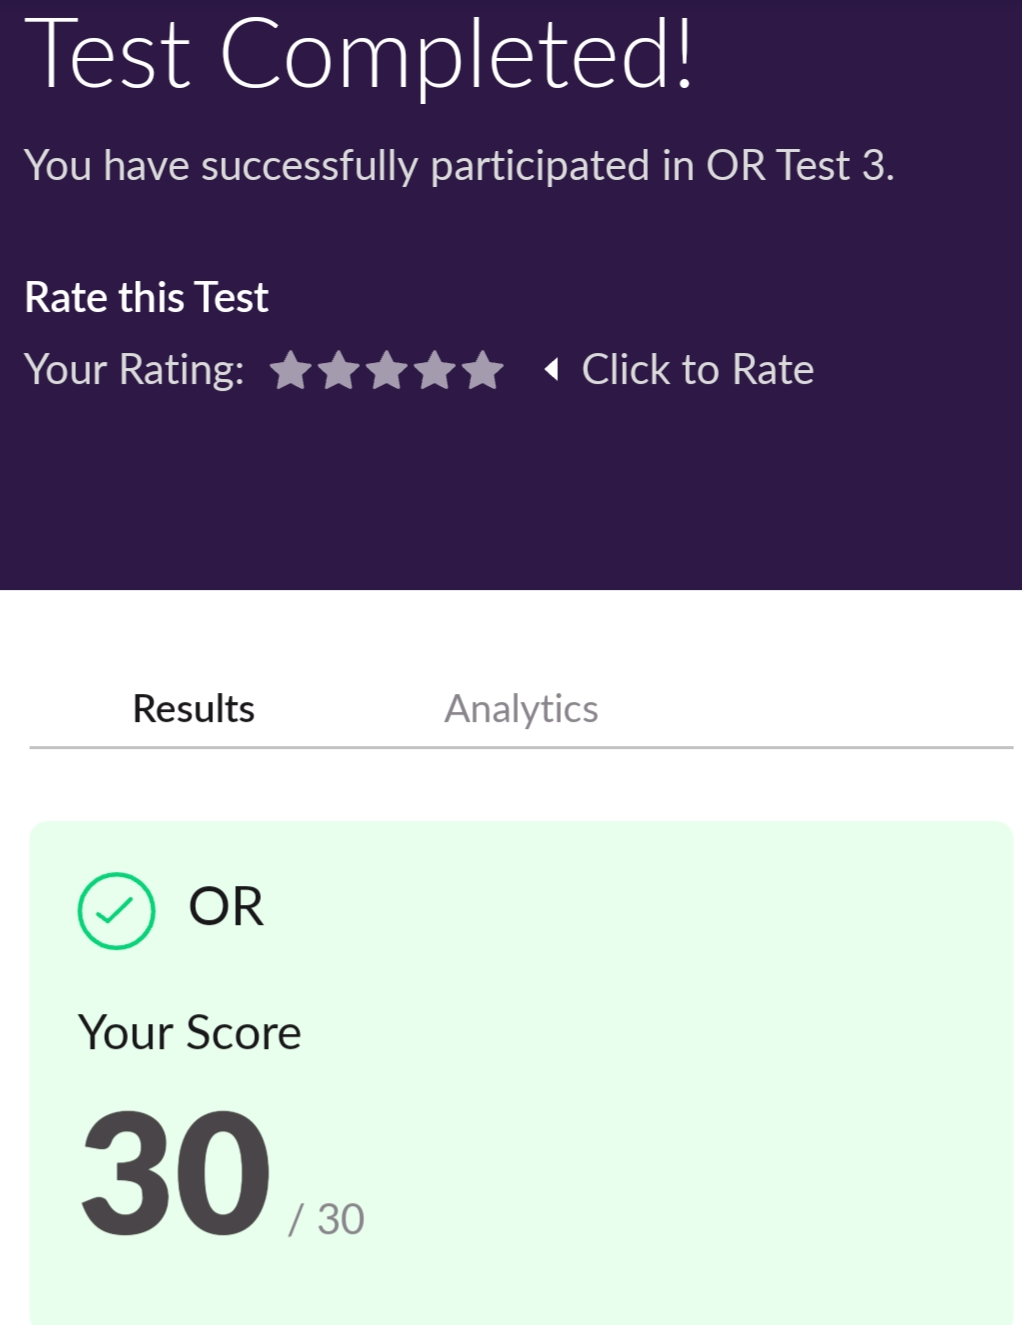 Test Completed!
You have successfully participated in OR Test 3.
Rate this Test
Your Rating: Click to Rate
Results Analytics
OR
Your Score
30 / 30